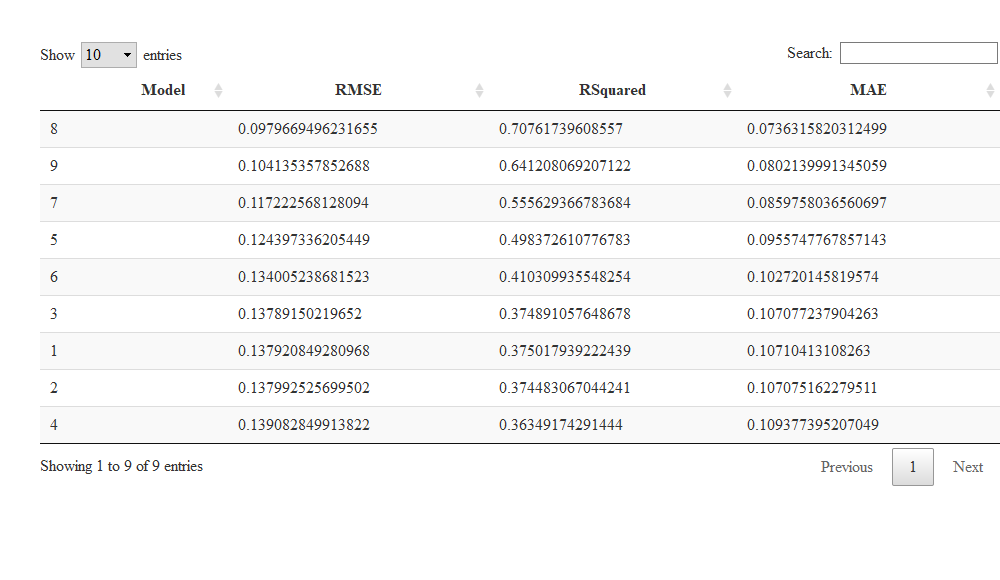 Show 10 entries Search:
Model RMSE RSquared MAE
8 0.0979669496231655 0.70761739608557 0.0736315820312499
9 0.104135357852688 0.641208069207122 0.0802139991345059
7 0.117222568128094 0.555629366783684 0.0859758036560697
5 0.124397336205449 0.498372610776783 0.0955747767857143
6 0.134005238681523 0.410309935548254 0.102720145819574
3 0.13789150219652 0.374891057648678 0.107077237904263
1 0.137920849280968 0.375017939222439 0.10710413108263
2 0.137992525699502 0.374483067044241 0.107075162279511
4 0.139082849913822 0.36349174291444 0.109377395207049
Showing 1 to 9 of 9 entries Previous 1 Next